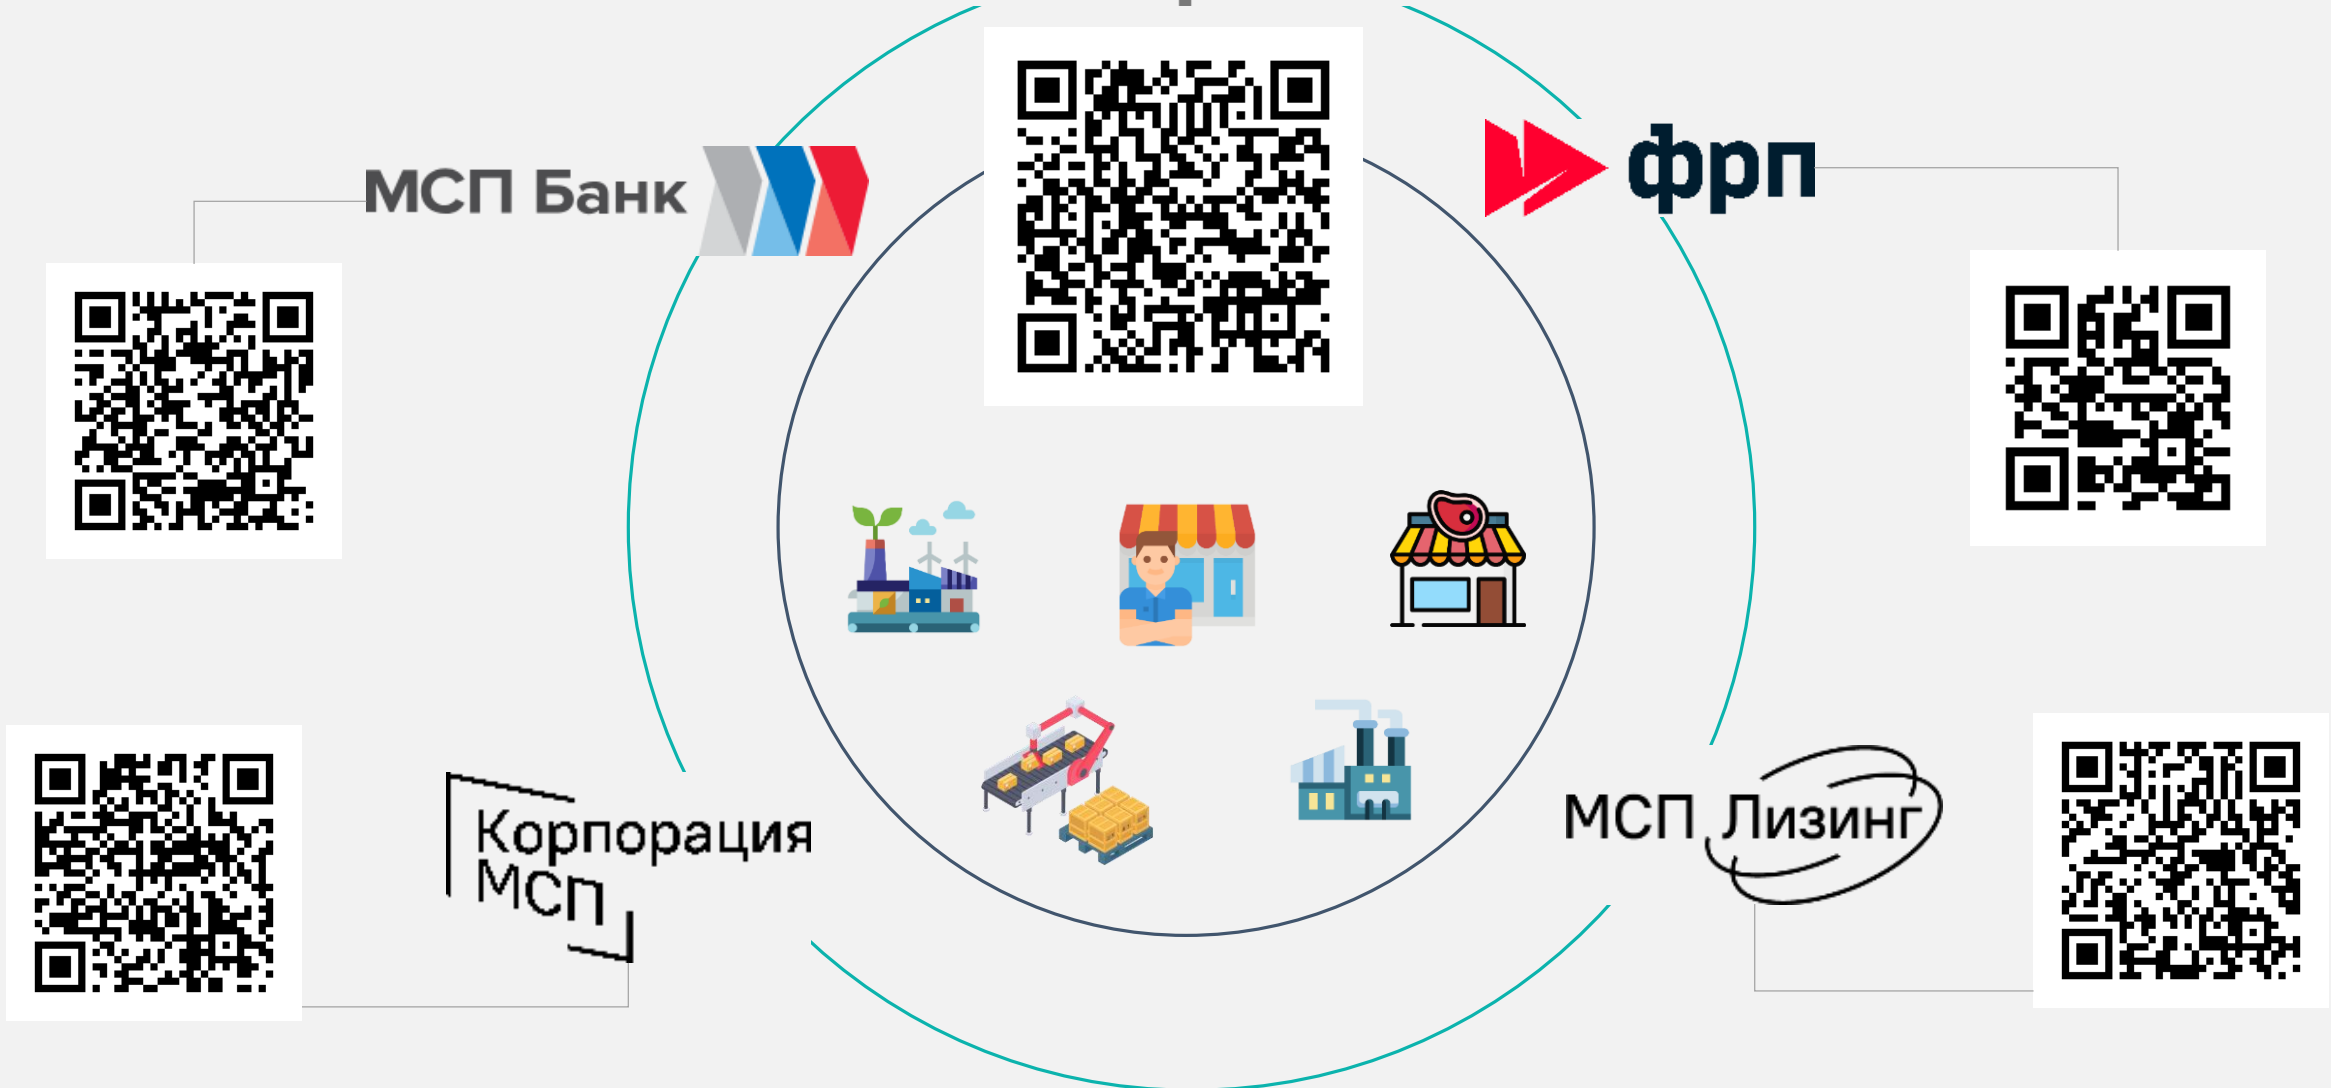 МСП Банк
фрп
Корпорация
МСП
МСП Лизинг